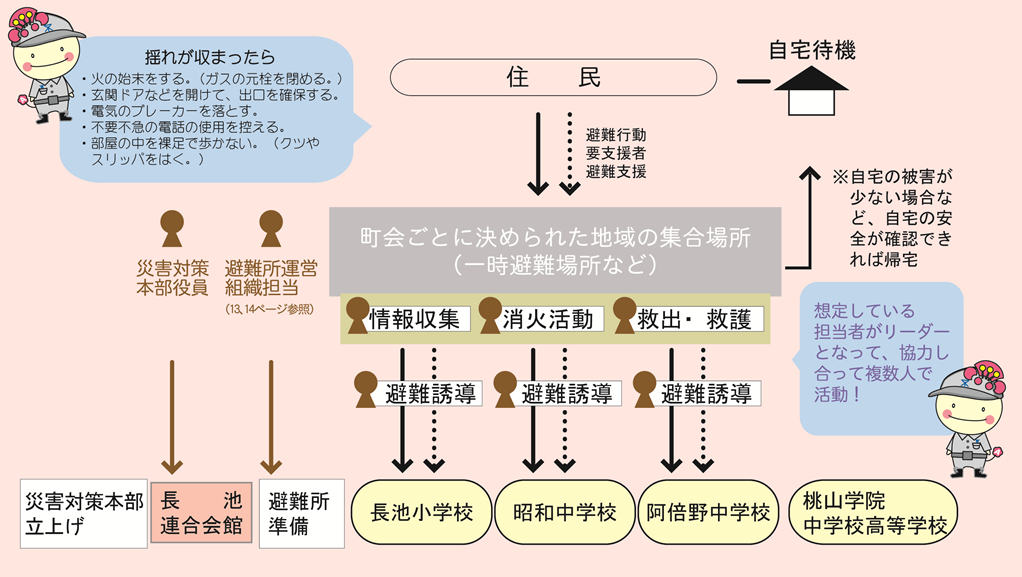 揺れが収まったら
・火の始末をする。(ガスの元栓を閉める。)
・玄関ドアなどを開けて、出口を確保する。
・電気のブレーカーを落とす。
・不要不急の電話の使用を控える。
・部屋の中を裸足で歩かない。(クツや
スリッパをはく。)
住　民
自宅待機
避難行動
要支援者
避難支援
※自宅の被害が
少ない場合な
ど、自宅の安
全が確認でき
れば帰宅
町会ごとに決められた地域の集合場所
(一時避難場所など)
災害対策
本部役員
避難所運営
組織担当
(13、14ページ参照)
情報収集
消火活動
救出・救護
想定している
担当者がリーダー
となって、協力し
合って複数人で
活動!
避難誘導
避難誘導
避難誘導
災害対策本部
立上げ
長　池
連合会館
避難所
準備
長池小学校
昭和中学校
阿倍野中学校
桃山学院
中学校高等学校